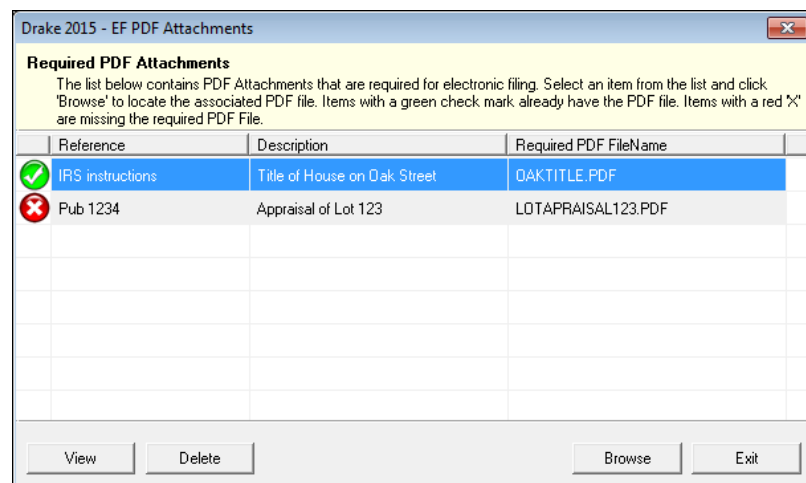 Drake 2015 - EF PDF Attachments
Required PDF Attachments
The list below contains PDF Attachments that are required for electronic filing. Select an item from the list and click
'Browse' to locate the associated PDF file. Items with a green check mark already have the PDF file. Items with a red 'X'
are missing the required PDF File.
Reference Description Required PDF FileName
IRS instructions Title of House on Oak Street OAKTITLE.PDF
Pub 1234 Appraisal of Lot 123 LOTAPRAISAL123.PDF
View Delete Browse Exit